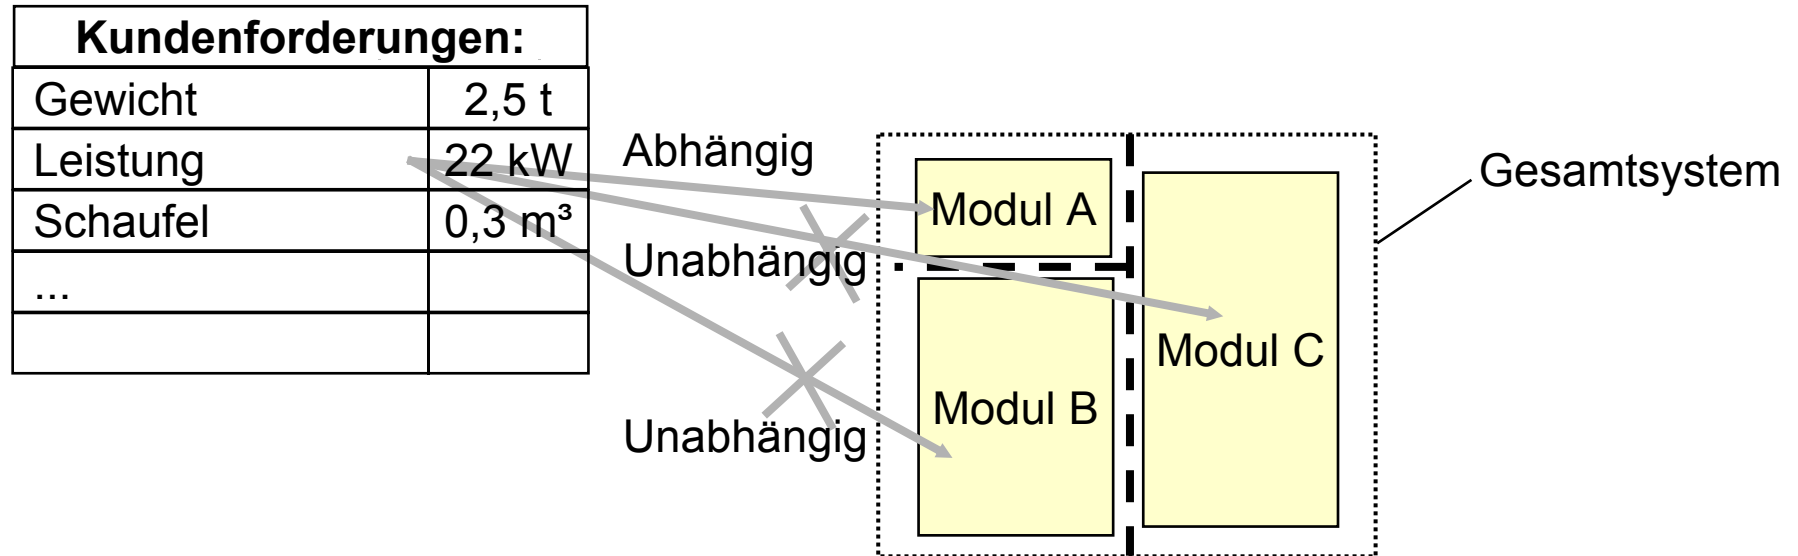 Kundenforderungen:
Gewicht 2,5 t
Leistung 22 kW
Schaufel 0,3 m³
...
Abhängig
Unabhängig
Unabhängig
Modul A
Modul B
Modul C
Gesamtsystem